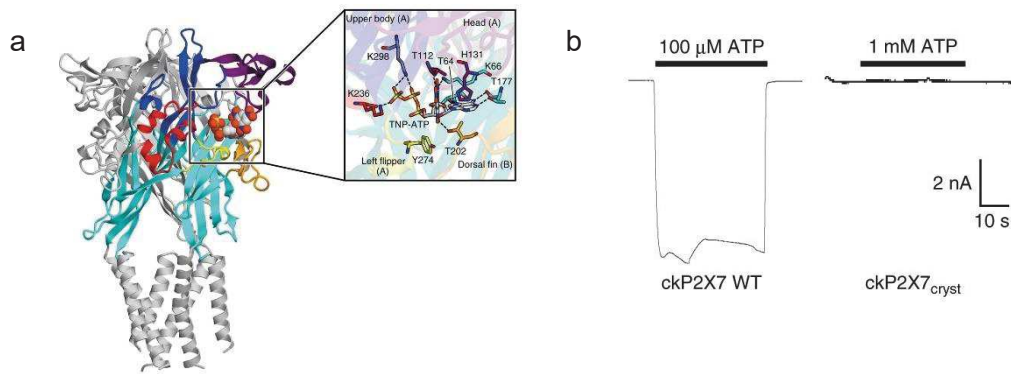 a
Upper body (A)
Head (A)
K298
T112
H131
T64
K66
T177
K236
TNP-ATP
T202
Left flipper
(A)
Y274
Dorsal fin (B)
b
100 μM ATP
1 mM ATP
2 nA
10 s
ckP2X7 WT
ckP2X7cryst